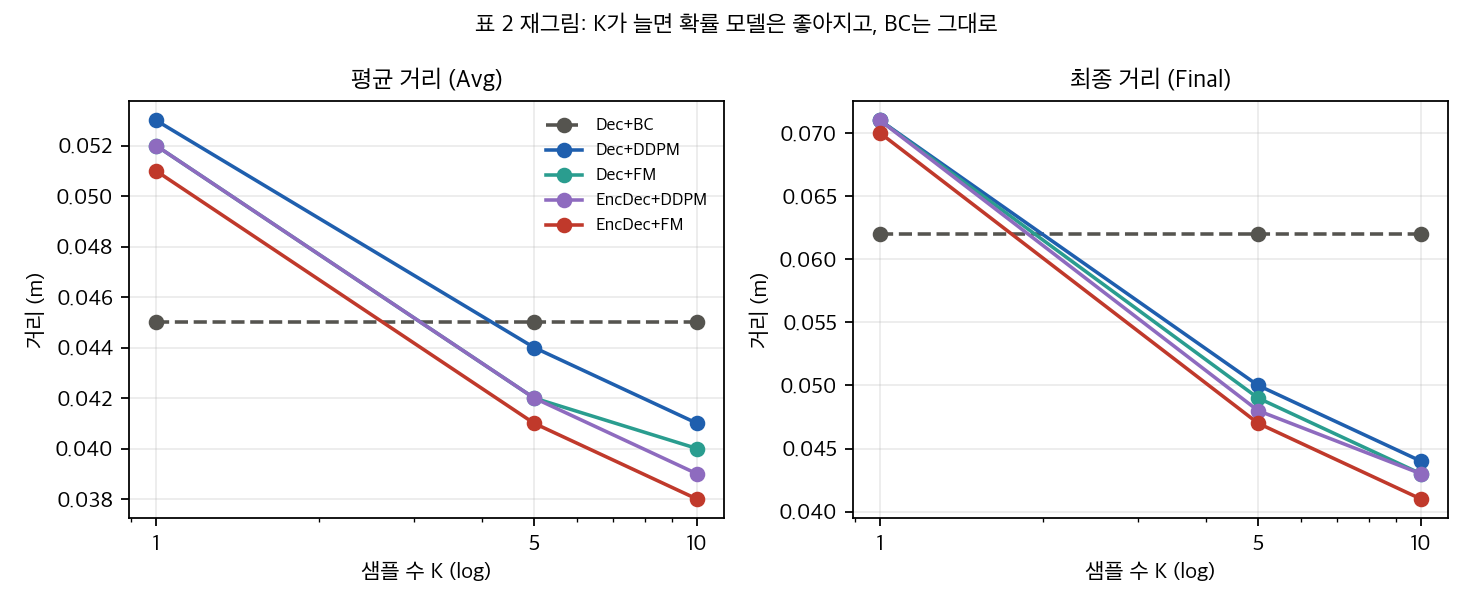 표 2 재그림: K가 늘면 확률 모델은 좋아지고, BC는 그대로
평균 거리 (Avg)
거리 (m)
0.052
0.050
0.048
0.046
0.044
0.042
0.040
0.038
Dec+BC
Dec+DDPM
Dec+FM
EncDec+DDPM
EncDec+FM
1
5
10
샘플 수 K (log)
최종 거리 (Final)
거리 (m)
0.070
0.065
0.060
0.055
0.050
0.045
0.040
1
5
10
샘플 수 K (log)